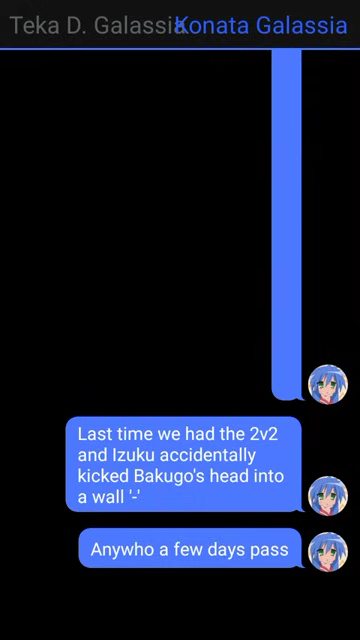 Teka D. Galassia Konata Galassia
Last time we had the 2v2
and Izuku accidentally
kicked Bakugo's head into
a wall '-'
Anywho a few days pass